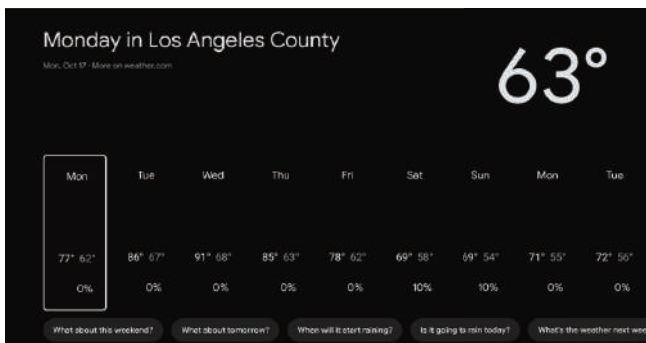 Monday in Los Angeles County
Mon, Oct 17 · More on weather.com
63°
Mon Tue Wed Thu Fri Sat Sun Mon Tue
77° 62° 86° 67° 91° 68° 85° 63° 78° 62° 69° 58° 69° 54° 71° 55° 72° 56°
0% 0% 0% 0% 0% 10% 10% 0% 0%
What about this weekend? What about tomorrow? When will it start raining? Is it going to rain today? What's the weather next wee